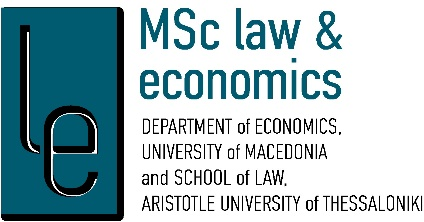 le
MSc law &
economics
DEPARTMENT of ECONOMICS,
UNIVERSITY of MACEDONIA
and SCHOOL of LAW,
ARISTOTLE UNIVERSITY of THESSALONIKI